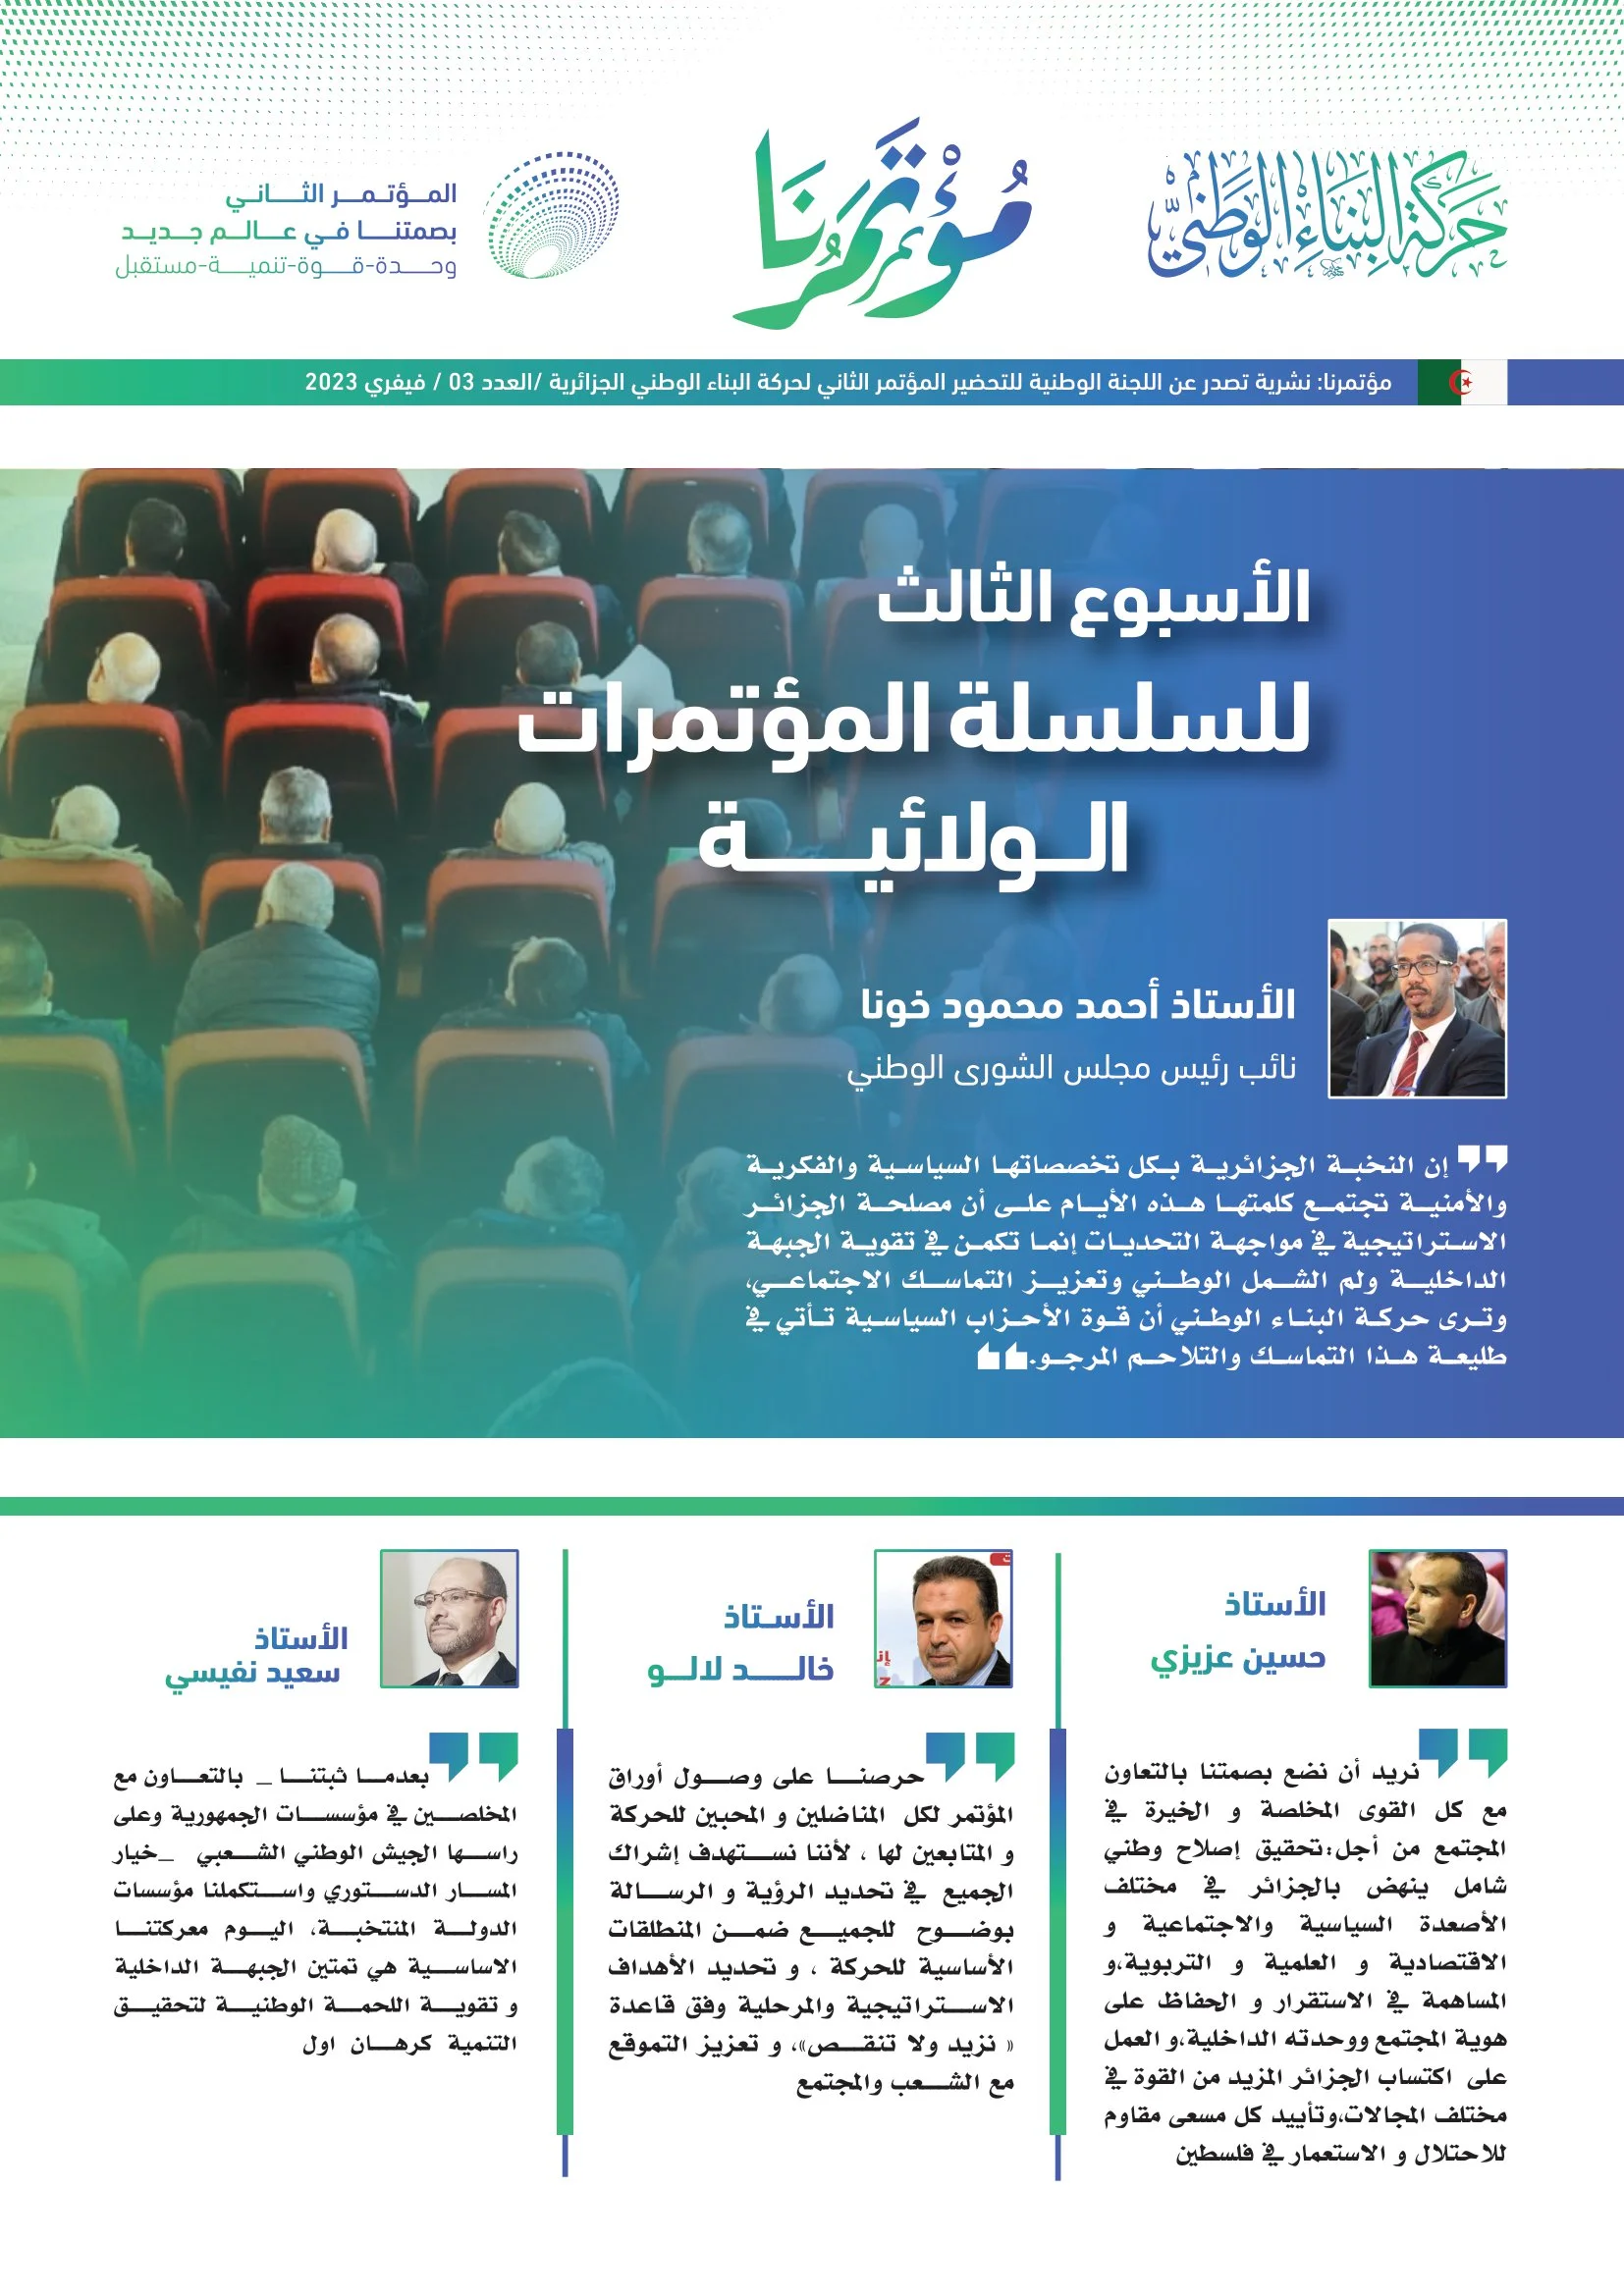 حَرَكَةُ البِنَاءِ الوَطَنِيّ
مُؤْتَمَرُنَا
المؤتمر الثاني
بصمتنا في عالم جديد
وحدة-قوة-تنمية-مستقبل
مؤتمرنا: نشرية تصدر عن اللجنة الوطنية للتحضير المؤتمر الثاني لحركة البناء الوطني الجزائرية /العدد 03 / فيفري 2023
الأسبوع الثالث
للسلسلة المؤتمرات
الولائية
الأستاذ أحمد محمود خونا
نائب رئيس مجلس الشورى الوطني
إن النخبة الجزائرية بكل تخصصاتها السياسية والفكرية
والأمنية تجتمع كلمتها هذه الأيام على أن مصلحة الجزائر
الاستراتيجية في مواجهة التحديات إنما تكمن في تقوية الجبهة
الداخلية ولم الشمل الوطني وتعزيز التماسك الاجتماعي،
وترى حركة البناء الوطني أن قوة الأحزاب السياسية تأتي في
طليعة هذا التماسك والتلاحم المرجو.
الأستاذ
حسين عزيزي
نريد أن نضع بصمتنا بالتعاون
مع كل القوى المخلصة و الخيرة في
المجتمع من أجل:تحقيق إصلاح وطني
شامل ينهض بالجزائر في مختلف
الأصعدة السياسية والاجتماعية و
الاقتصادية و العلمية و التربوية،و
المساهمة في الاستقرار و الحفاظ على
هوية المجتمع ووحدته الداخلية،و العمل
على اكتساب الجزائر المزيد من القوة في
مختلف المجالات،وتأييد كل مسعى مقاوم
للاحتلال و الاستعمار في فلسطين
الأستاذ
خالد لالو
حرصنا على وصول أوراق
المؤتمر لكل المناضلين و المحبين للحركة
و المتابعين لها ، لأننا نستهدف إشراك
الجميع في تحديد الرؤية و الرسالة
بوضوح للجميع ضمن المنطلقات
الأساسية للحركة ، و تحديد الأهداف
الاستراتيجية والمرحلية وفق قاعدة
« نزيد ولا تنقص»، و تعزيز التموقع
مع الشعب والمجتمع
الأستاذ
سعيد نفيسي
بعدما ثبتنا _ بالتعاون مع
المخلصين في مؤسسات الجمهورية وعلى
راسها الجيش الوطني الشعبي _خيار
المسار الدستوري واستكملنا مؤسسات
الدولة المنتخبة، اليوم معركتنا
الاساسية هي تمتين الجبهة الداخلية
و تقوية اللحمة الوطنية لتحقيق
التنمية كرهان اول